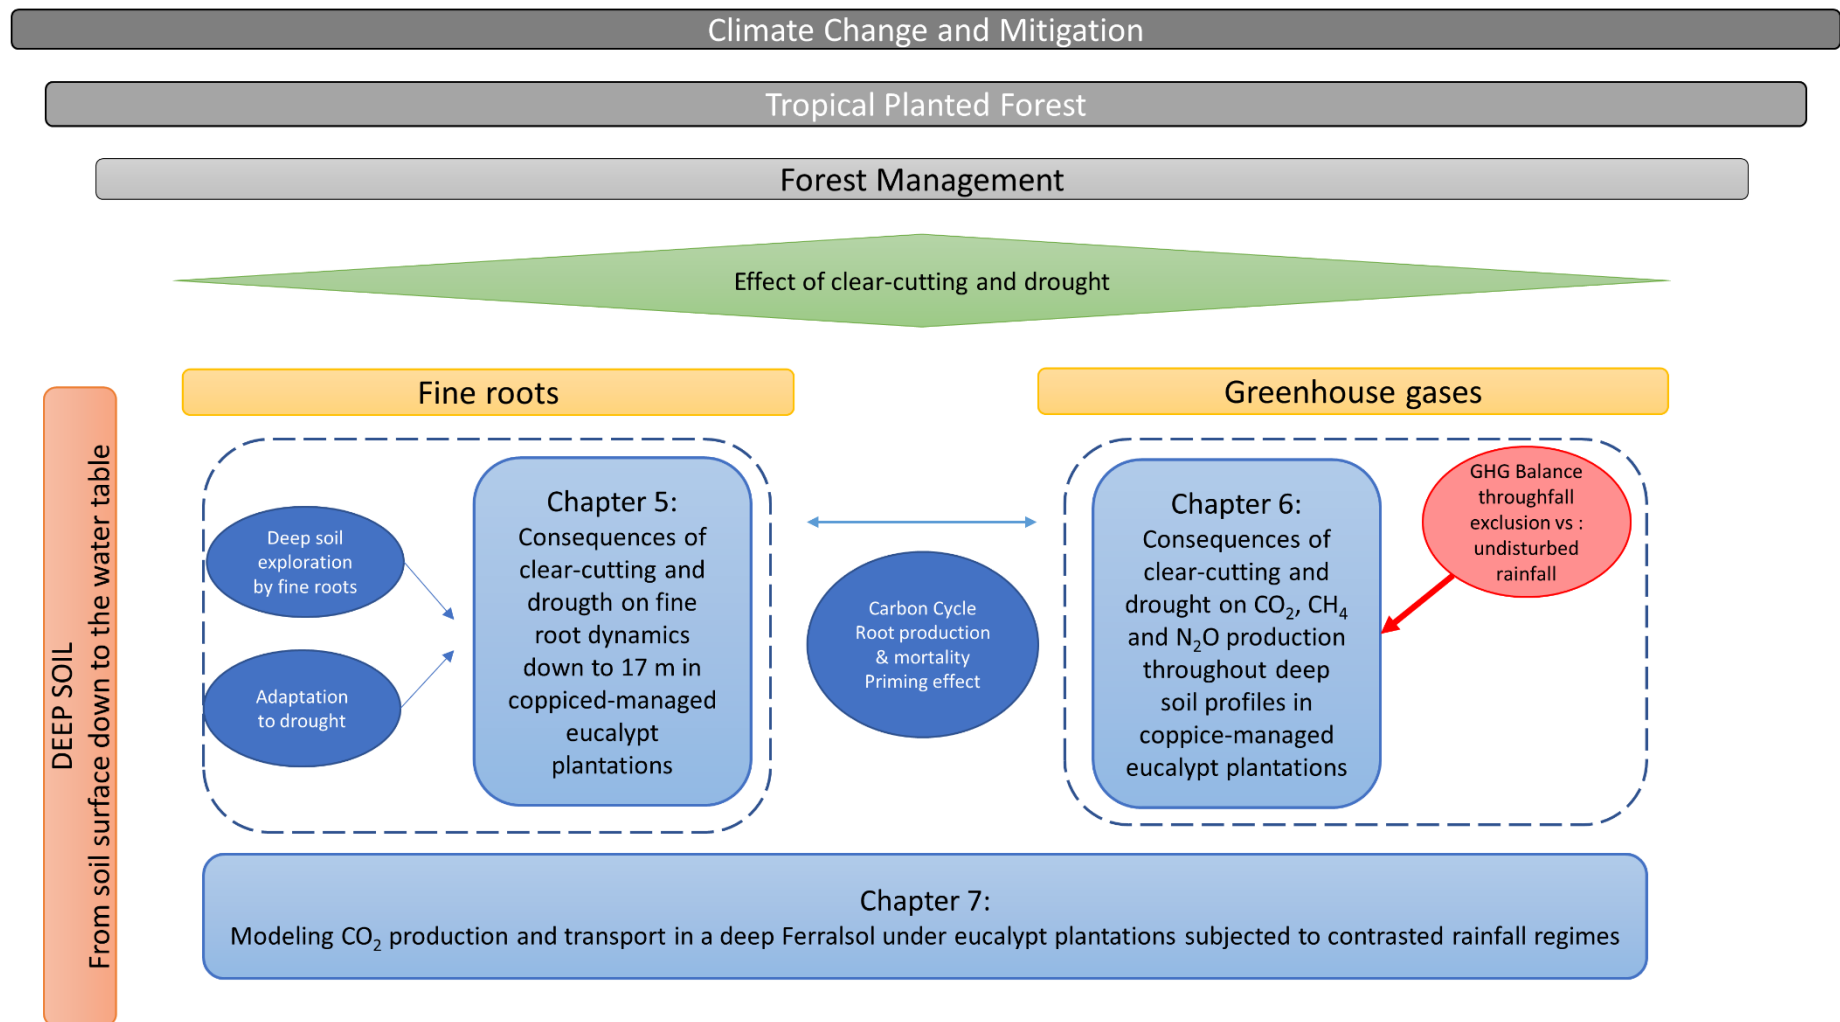 Climate Change and Mitigation
Tropical Planted Forest
Forest Management
Effect of clear-cutting and drought
DEEP SOIL
From soil surface down to the water table
Fine roots
Deep soil
exploration
by fine roots
Adaptation
to drought
Chapter 5:
Consequences of
clear-cutting and
drougth on fine
root dynamics
down to 17 m in
coppiced-managed
eucalypt
plantations
Carbon Cycle
Root production
& mortality
Priming effect
Greenhouse gases
Chapter 6:
Consequences of
clear-cutting and
drought on CO₂, CH₄
and N₂O production
throughout deep
soil profiles in
coppice-managed
eucalypt plantations
GHG Balance
throughfall
exclusion vs :
undisturbed
rainfall
Chapter 7:
Modeling CO₂ production and transport in a deep Ferralsol under eucalypt plantations subjected to contrasted rainfall regimes